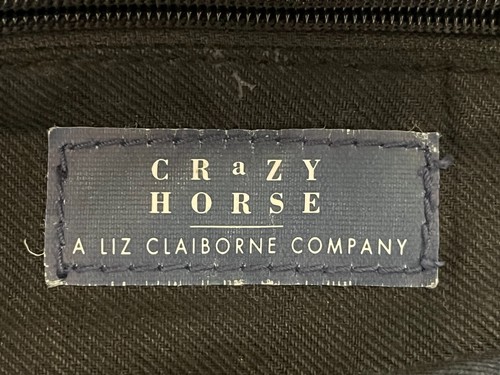 CRaZY
HORSE
A LIZ CLAIBORNE COMPANY